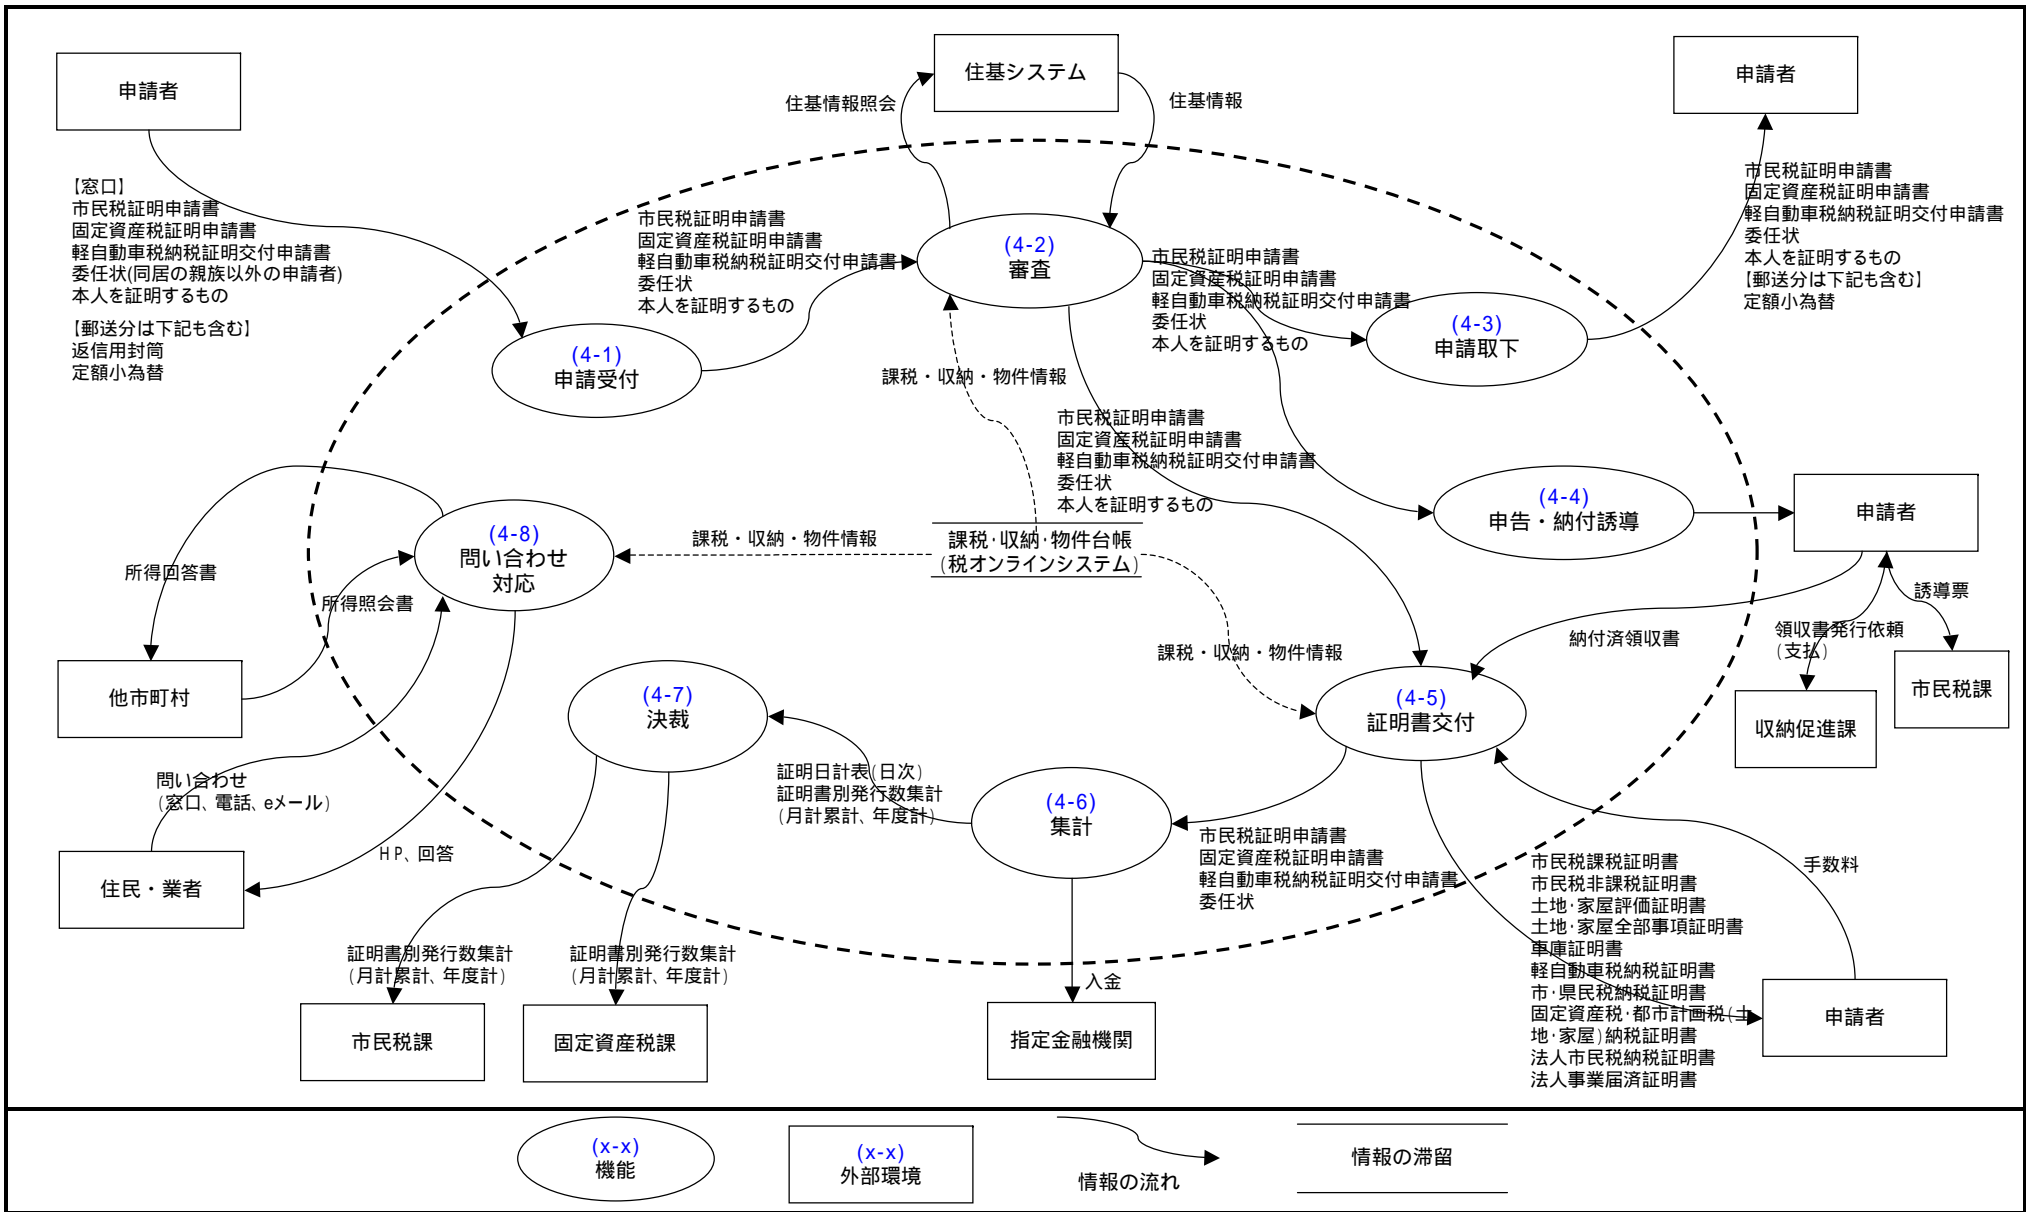 申請者
住基システム
申請者
住基情報照会
住基情報
【窓口】
市民税証明申請書
固定資産税証明申請書
軽自動車税納税証明交付申請書
委任状(同居の親族以外の申請者)
本人を証明するもの
【郵送分は下記も含む】
返信用封筒
定額小為替
市民税証明申請書
固定資産税証明申請書
軽自動車税納税証明交付申請書
委任状
本人を証明するもの
(4-2)
審査
市民税証明申請書
固定資産税証明申請書
軽自動車税納税証明交付申請書
委任状
本人を証明するもの
市民税証明申請書
固定資産税証明申請書
軽自動車税納税証明交付申請書
委任状
本人を証明するもの
【郵送分は下記も含む】
定額小為替
(4-1)
申請受付
(4-3)
申請取下
課税・収納・物件情報
市民税証明申請書
固定資産税証明申請書
軽自動車税納税証明交付申請書
委任状
本人を証明するもの
(4-4)
申告・納付誘導
申請者
(4-8)
問い合わせ
対応
課税・収納・物件情報
課税・収納・物件台帳
(税オンラインシステム)
所得回答書
所得照会書
誘導票
領収書発行依頼
(支払)
納付済領収書
課税・収納・物件情報
他市町村
(4-7)
決裁
(4-5)
証明書交付
市民税課
収納促進課
問い合わせ
(窓口、電話、eメール)
証明日計表(日次)
証明書別発行数集計
(月計累計、年度計)
(4-6)
集計
市民税証明申請書
固定資産税証明申請書
軽自動車税納税証明交付申請書
委任状
HP、回答
住民・業者
市民税課税証明書
市民税非課税証明書
土地・家屋評価証明書
土地・家屋全部事項証明書
車庫証明書
軽自動車税納税証明書
市・県民税納税証明書
固定資産税・都市計画税(土
地・家屋)納税証明書
法人市民税納税証明書
法人事業届済証明書
手数料
証明書別発行数集計
(月計累計、年度計)
証明書別発行数集計
(月計累計、年度計)
入金
市民税課
固定資産税課
指定金融機関
申請者
(x-x)
機能
(x-x)
外部環境
情報の流れ
情報の滞留